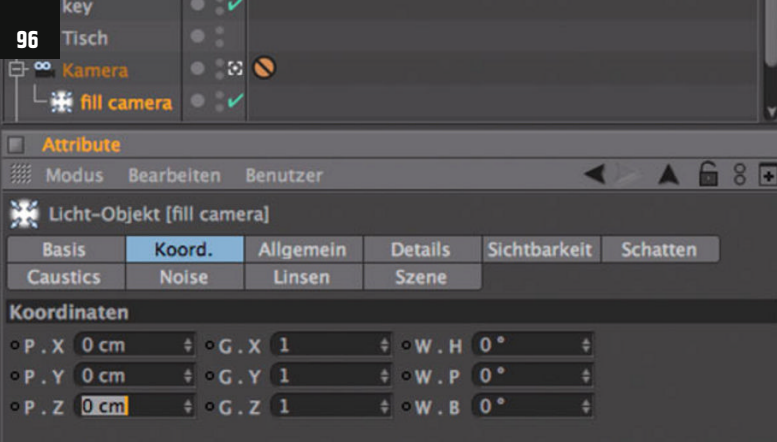 key
96
Tisch
Kamera
fill camera
Attribute
Modus Bearbeiten Benutzer
Licht-Objekt [fill camera]
Basis Koord. Allgemein Details Sichtbarkeit Schatten
Caustics Noise Linsen Szene
Koordinaten
P . X 0 cm G . X 1 W . H 0 °
P . Y 0 cm G . Y 1 W . P 0 °
P . Z 0 cm G . Z 1 W . B 0 °